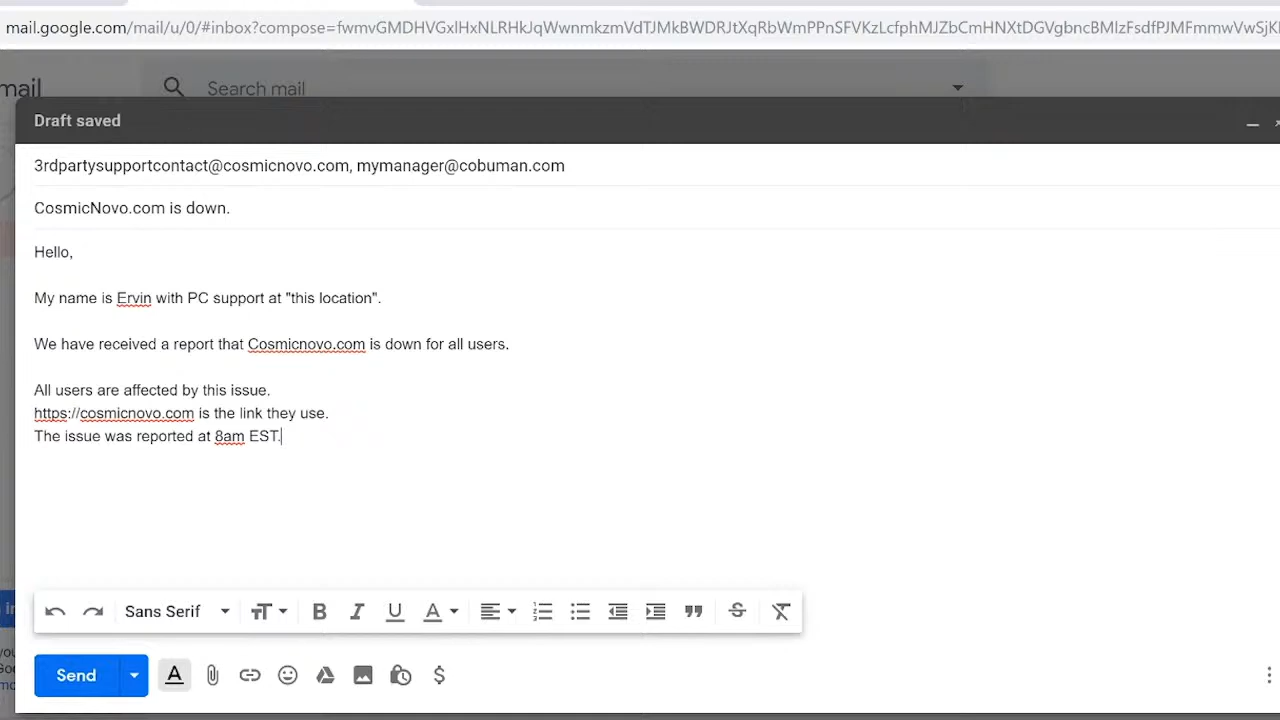 mail.google.com/mail/u/0/#inbox?compose=fwmvGMDHVGxlHxNLRHkJqWwnmkzmVdTJMkBWDRJtXqRbWmPPnSFVKzLcfphMJZbCmHNXtDGVgbncBMlzFsdfPJMFmmwVwSjK
mail
Search mail
Draft saved
3rdpartysupportcontact@cosmicnovo.com, mymanager@cobuman.com
CosmicNovo.com is down.
Hello,
My name is Ervin with PC support at "this location".
We have received a report that Cosmicnovo.com is down for all users.
All users are affected by this issue.
https://cosmicnovo.com is the link they use.
The issue was reported at 8am EST.
Sans Serif
Send